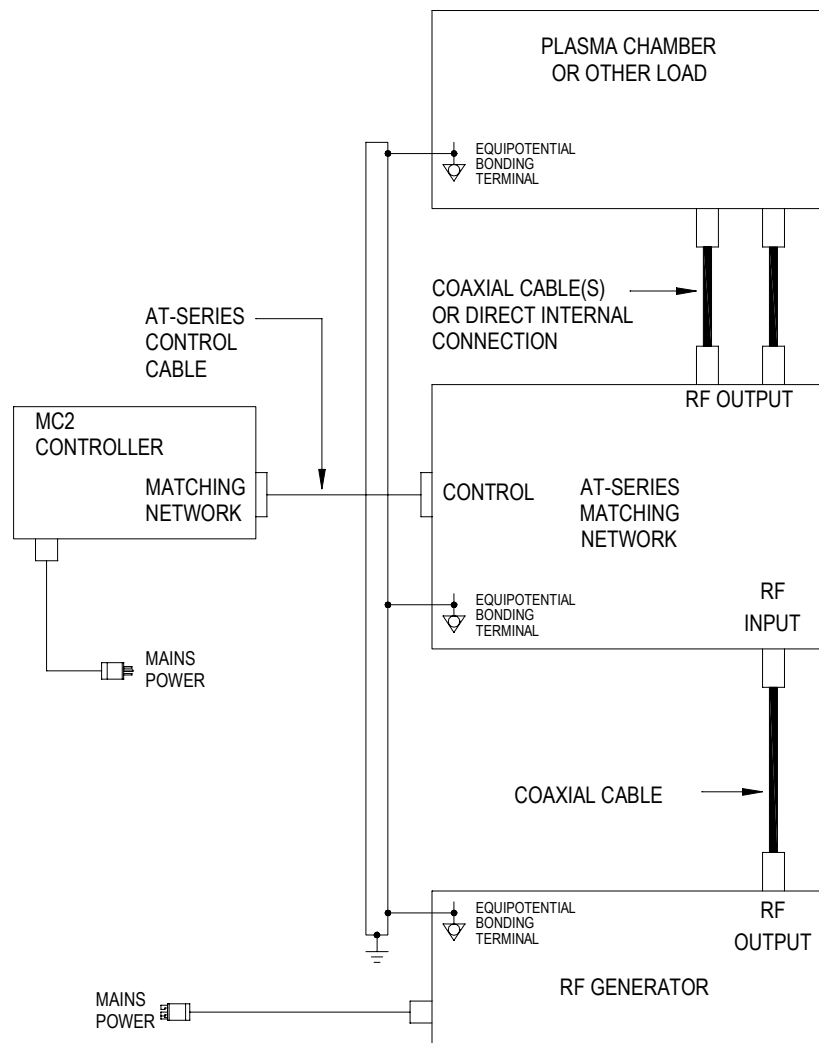 PLASMA CHAMBER
OR OTHER LOAD
EQUIPOTENTIAL
BONDING
TERMINAL
COAXIAL CABLE(S)
OR DIRECT INTERNAL
CONNECTION
AT-SERIES
CONTROL
CABLE
RF OUTPUT
MC2
CONTROLLER
MATCHING
NETWORK
CONTROL
AT-SERIES
MATCHING
NETWORK
EQUIPOTENTIAL
BONDING
TERMINAL
RF
INPUT
MAINS
POWER
COAXIAL CABLE
EQUIPOTENTIAL
BONDING
TERMINAL
RF
OUTPUT
RF GENERATOR
MAINS
POWER